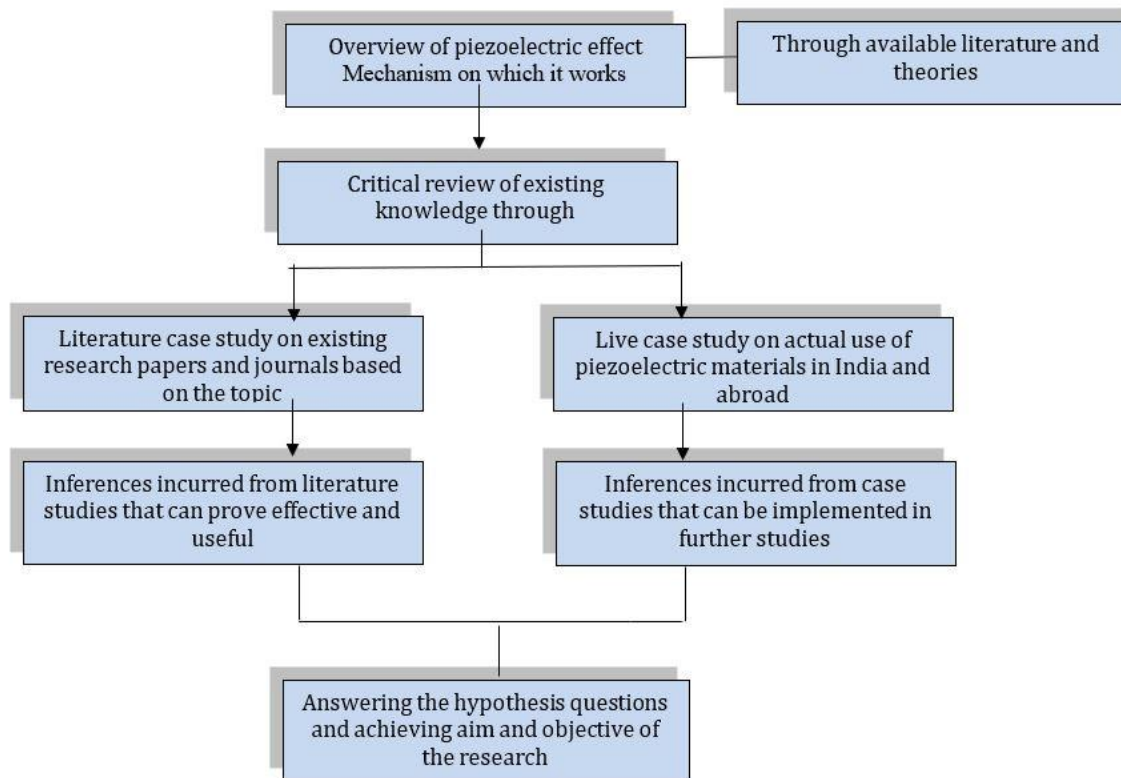 Overview of piezoelectric effect
Mechanism on which it works
Through available literature and
theories
Critical review of existing
knowledge through
Literature case study on existing
research papers and journals based
on the topic
Live case study on actual use of
piezoelectric materials in India and
abroad
Inferences incurred from literature
studies that can prove effective and
useful
Inferences incurred from case
studies that can be implemented in
further studies
Answering the hypothesis questions
and achieving aim and objective of
the research